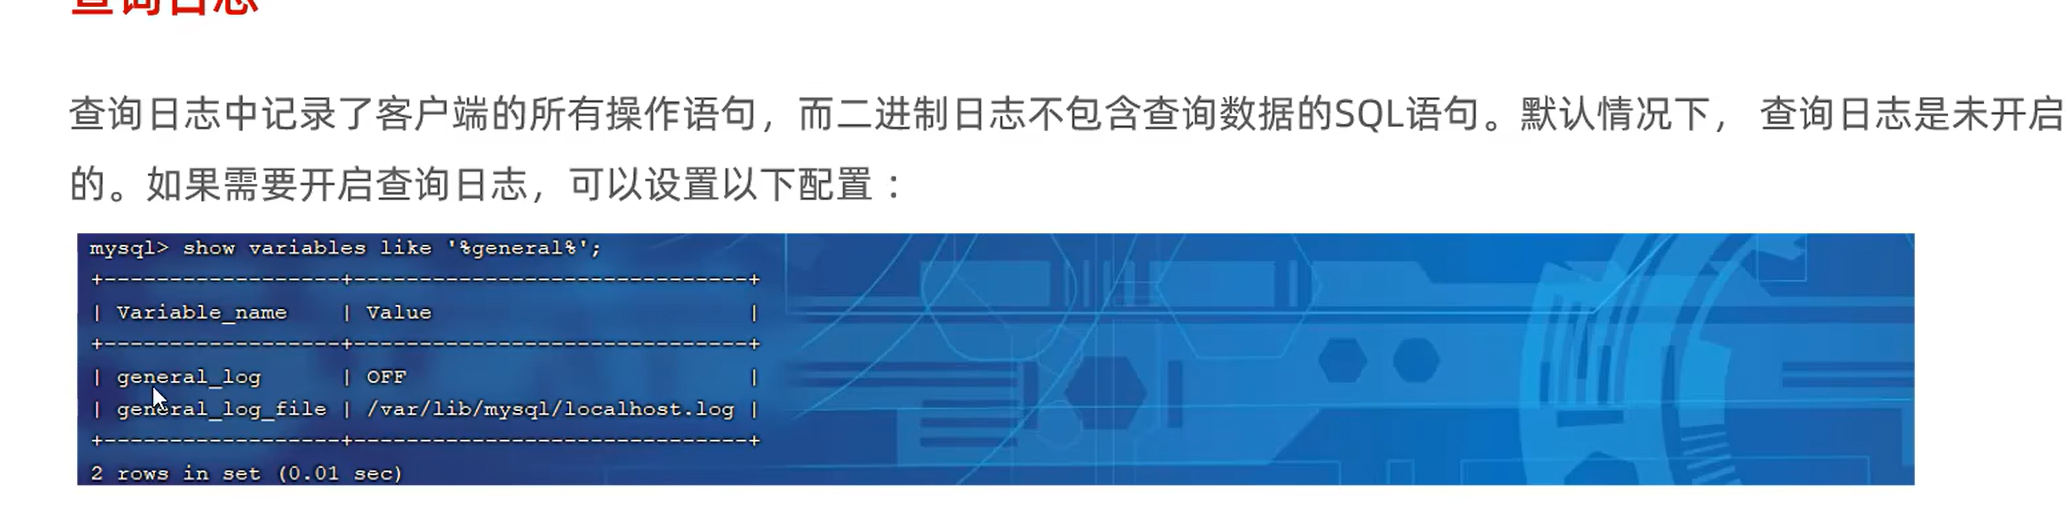 查询日志
查询日志中记录了客户端的所有操作语句，而二进制日志不包含查询数据的SQL语句。默认情况下， 查询日志是未开启
的。如果需要开启查询日志，可以设置以下配置 ：
mysql> show variables like '%general%';
+------------------+------------------------------+
| Variable_name    | Value                        |
+------------------+------------------------------+
| general_log      | OFF                          |
| general_log_file | /var/lib/mysql/localhost.log |
+------------------+------------------------------+
2 rows in set (0.01 sec)